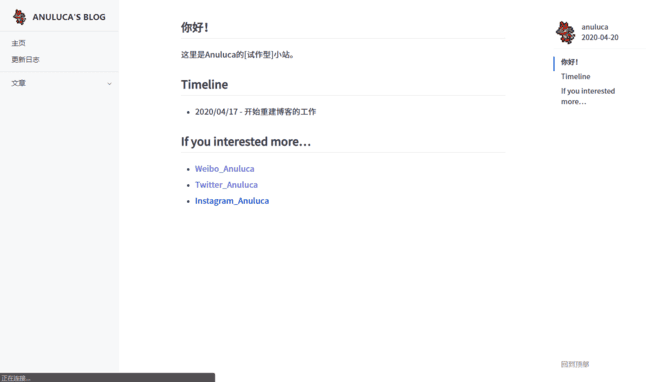 ANULUCA'S BLOG
主页
更新日志
文章
你好！
这里是Anuluca的[试作型]小站。
Timeline
2020/04/17 - 开始重建博客的工作
If you interested more…
Weibo_Anuluca
Twitter_Anuluca
Instagram_Anuluca
anuluca
2020-04-20
你好！
Timeline
If you interested
more…
回到顶部
正在连接…